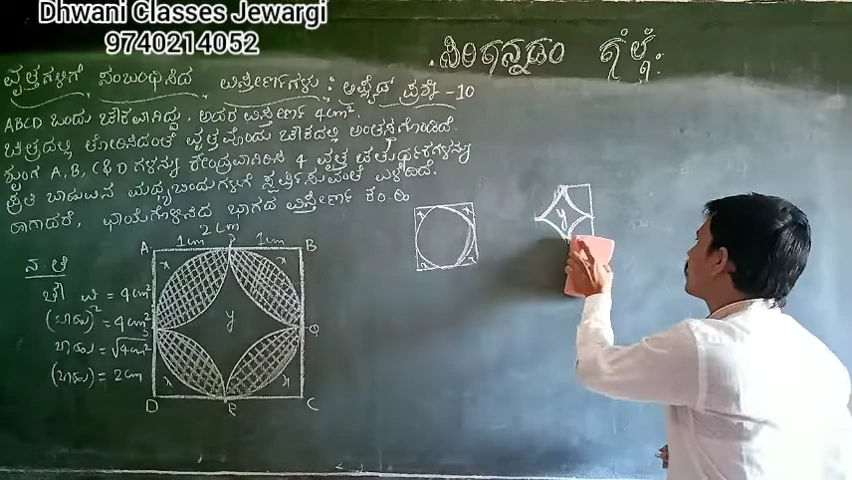 Dhwani Classes Jewargi
9740214052
ಸಿರಿಗನ್ನಡಂ ಗೆಲ್ಗೆ.
ವೃತ್ತಗಳಿಗೆ ಸಂಬಂಧಿಸಿದ ವಿಸ್ತೀರ್ಣಗಳು : ಅಪ್ಲೈಡ್ ಪ್ರಶ್ನೆ -10
ABCD ಒಂದು ಚೌಕವಾಗಿದ್ದು, ಅದರ ವಿಸ್ತೀರ್ಣ 4cm².
ಚಿತ್ರದಲ್ಲಿ ತೋರಿಸಿದಂತೆ ವೃತ್ತವೊಂದು ಚೌಕದಲ್ಲಿ ಅಂತಸ್ಥಗೊಂಡಿದೆ.
A, B, C & D ಗಳನ್ನು ಕೇಂದ್ರವಾಗಿರಿಸಿ 4 ವೃತ್ತ ಚತುರ್ಥಕಗಳನ್ನು
ಪ್ರತಿ ಬಾಹುವಿನ ಮಧ್ಯಬಿಂದುಗಳಿಗೆ ಸ್ಪರ್ಶಿಸುವಂತೆ ಎಳೆದಿದೆ.
ಹಾಗಾದರೆ, ಛಾಯೆಗೊಳಿಸಿದ ಭಾಗದ ವಿಸ್ತೀರ್ಣ ಕಂ.ಹಿ
2cm
A 1cm P 1cm B
x x
y
Q
x x
D R C
ಚೌ ವಿ = 4cm²
(ಬಾಹು)² = 4cm²
ಬಾಹು = √4cm²
(ಬಾಹು) = 2cm
y